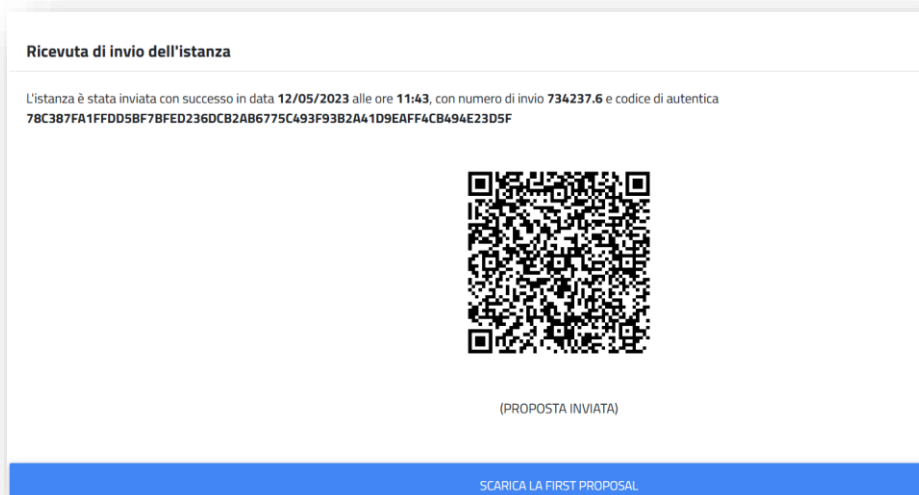 Ricevuta di invio dell'istanza
L'istanza è stata inviata con successo in data 12/05/2023 alle ore 11:43, con numero di invio 734237.6 e codice di autentica
78C387FA1FFDD5BF7BFED236DCB2AB6775C493F93B2A41D9EAFF4CB494E23D5F
(PROPOSTA INVIATA)
SCARICA LA FIRST PROPOSAL